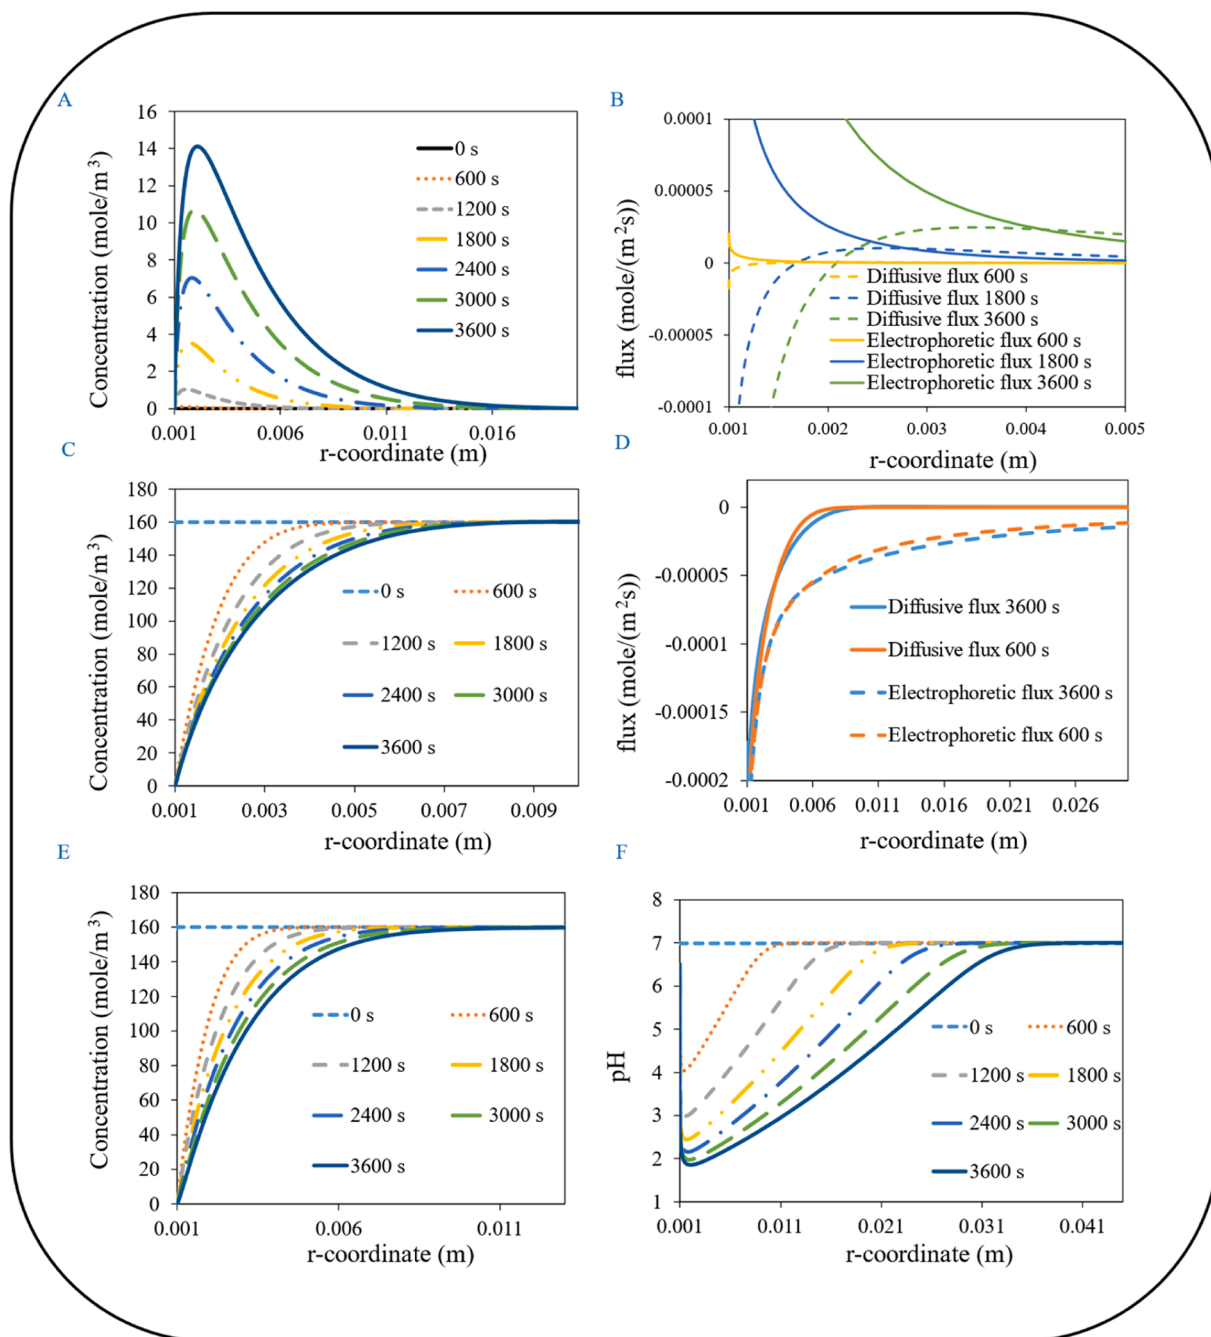 A
Concentration (mole/m³)
16
14
12
10
8
6
4
2
0
0.001
0.006
0.011
0.016
r-coordinate (m)
0 s
600 s
1200 s
1800 s
2400 s
3000 s
3600 s
B
flux (mole/(m²s))
0.0001
0.00005
0
-0.00005
-0.0001
0.001
0.002
0.003
0.004
0.005
r-coordinate (m)
Diffusive flux 600 s
Diffusive flux 1800 s
Diffusive flux 3600 s
Electrophoretic flux 600 s
Electrophoretic flux 1800 s
Electrophoretic flux 3600 s
C
Concentration (mole/m³)
180
160
140
120
100
80
60
40
20
0
0.001
0.003
0.005
0.007
0.009
r-coordinate (m)
0 s
600 s
1200 s
1800 s
2400 s
3000 s
3600 s
D
flux (mole/(m²s))
0
-0.00005
-0.0001
-0.00015
-0.0002
0.001
0.006
0.011
0.016
0.021
0.026
r-coordinate (m)
Diffusive flux 3600 s
Diffusive flux 600 s
Electrophoretic flux 3600 s
Electrophoretic flux 600 s
E
Concentration (mole/m³)
180
160
140
120
100
80
60
40
20
0
0.001
0.006
0.011
r-coordinate (m)
0 s
600 s
1200 s
1800 s
2400 s
3000 s
3600 s
F
pH
8
7
6
5
4
3
2
1
0.001
0.011
0.021
0.031
0.041
r-coordinate (m)
0 s
600 s
1200 s
1800 s
2400 s
3000 s
3600 s